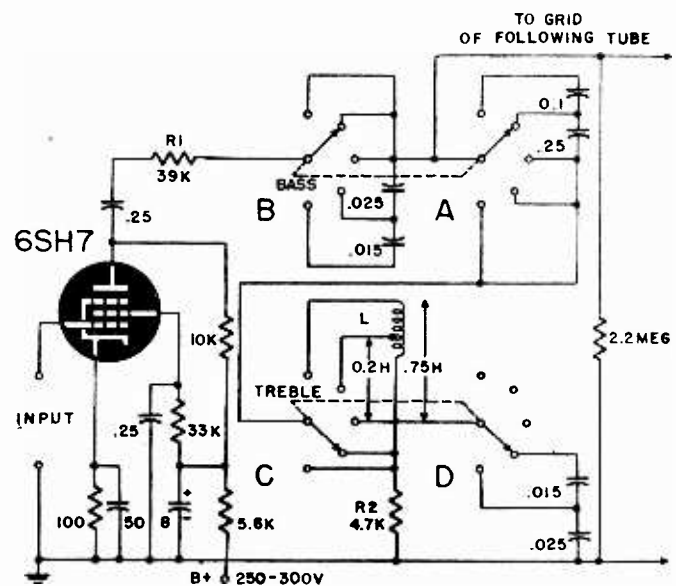 TO GRID
OF FOLLOWING TUBE
0.1
R1
.25
39K
BASS
.025
B
A
.25
6SH7
.015
L
10K
0.2H
.75H
2.2MEG
TREBLE
INPUT
.25
33K
C
D
R2
.015
100
50
8
+
-
5.6K
4.7K
.025
B+
250-300V